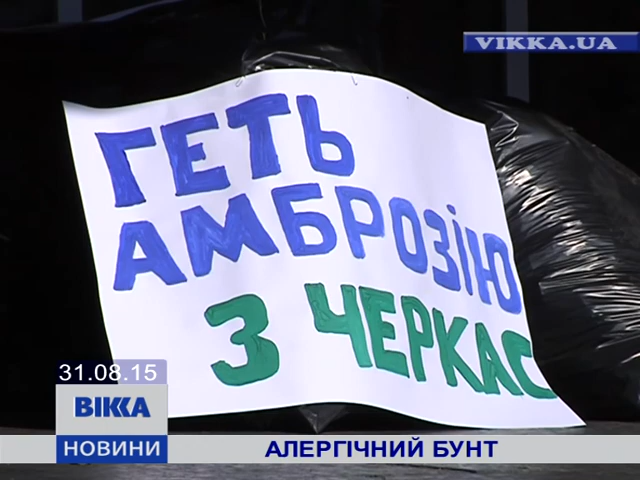 VIKKA.UA
ГЕТЬ
АМБРОЗІЮ
З ЧЕРКАС
31.08.15
ВІККА
НОВИНИ
АЛЕРГІЧНИЙ БУНТ